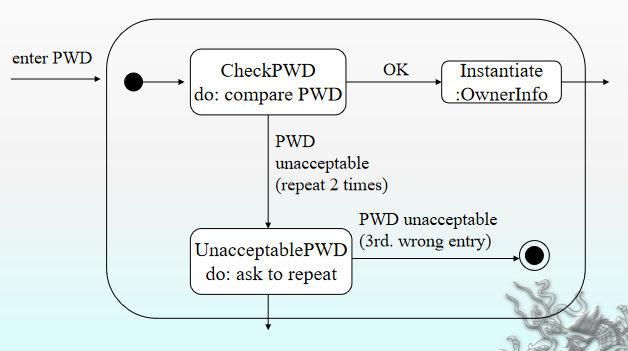 enter PWD
CheckPWD
do: compare PWD
OK
Instantiate
:OwnerInfo
PWD
unacceptable
(repeat 2 times)
UnacceptablePWD
do: ask to repeat
PWD unacceptable
(3rd. wrong entry)